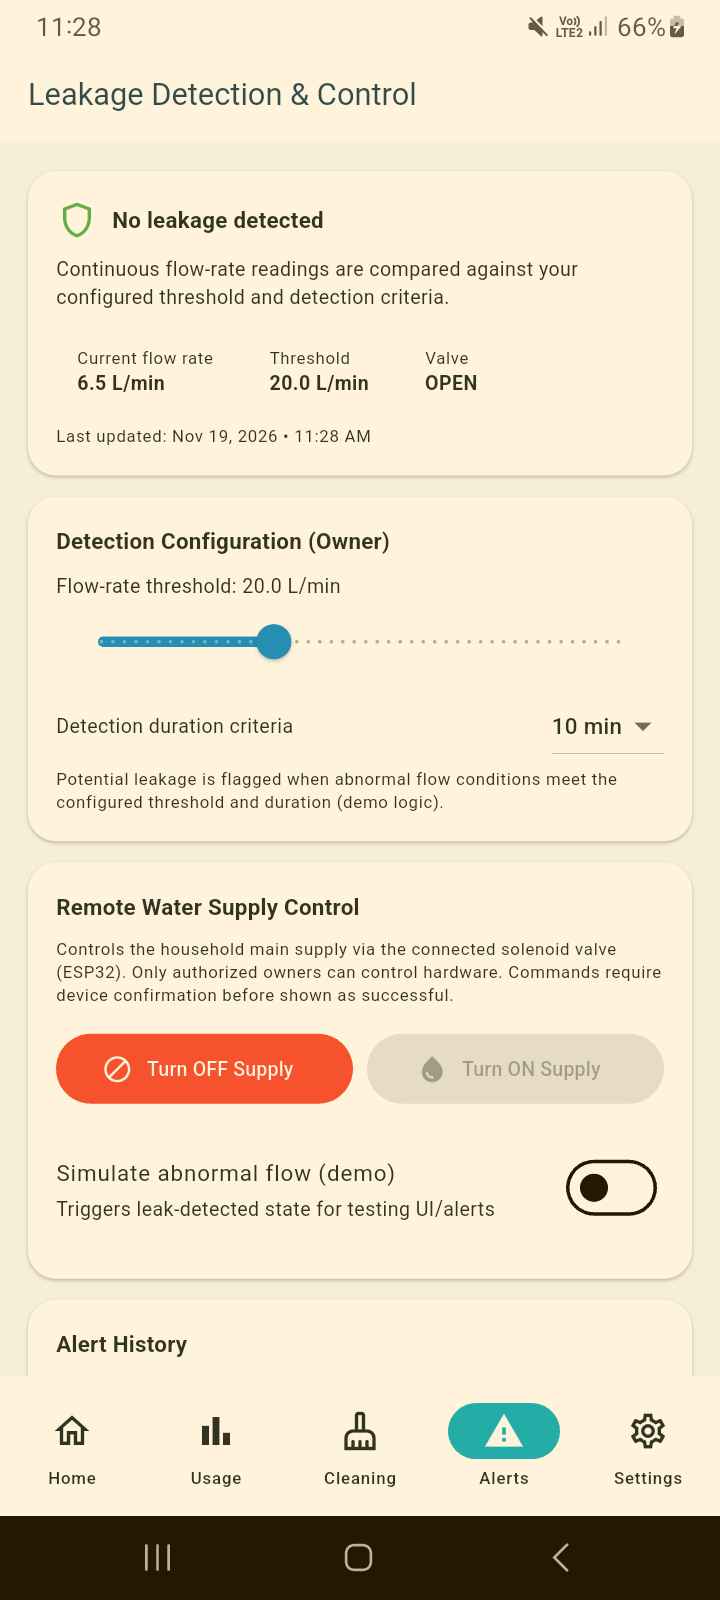 11:28
Vo)) LTE2 66%
Leakage Detection & Control
No leakage detected
Continuous flow-rate readings are compared against your
configured threshold and detection criteria.
Current flow rate Threshold Valve
6.5 L/min 20.0 L/min OPEN
Last updated: Nov 19, 2026 • 11:28 AM
Detection Configuration (Owner)
Flow-rate threshold: 20.0 L/min
Detection duration criteria 10 min
Potential leakage is flagged when abnormal flow conditions meet the
configured threshold and duration (demo logic).
Remote Water Supply Control
Controls the household main supply via the connected solenoid valve
(ESP32). Only authorized owners can control hardware. Commands require
device confirmation before shown as successful.
Turn OFF Supply Turn ON Supply
Simulate abnormal flow (demo)
Triggers leak-detected state for testing UI/alerts
Alert History
Home Usage Cleaning Alerts Settings